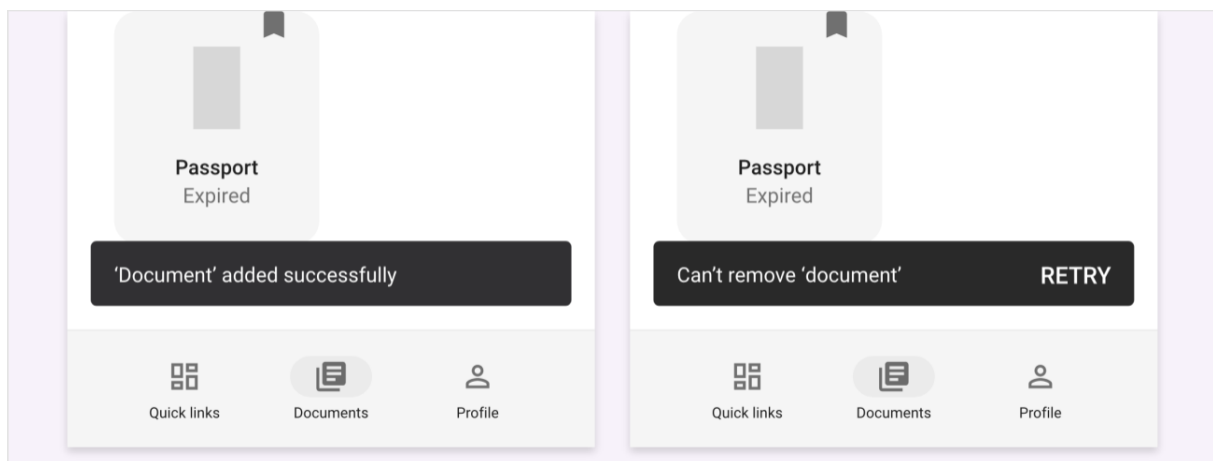 Passport
Expired
‘Document’ added successfully
Quick links
Documents
Profile
Passport
Expired
Can’t remove ‘document’
RETRY
Quick links
Documents
Profile